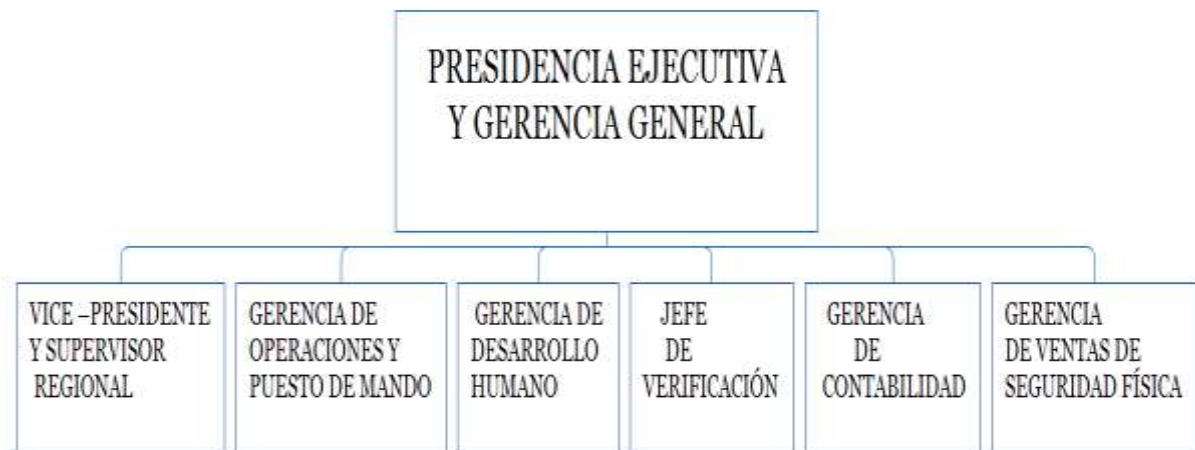 PRESIDENCIA EJECUTIVA
Y GERENCIA GENERAL
VICE –PRESIDENTE
Y SUPERVISOR
REGIONAL
GERENCIA DE
OPERACIONES Y
PUESTO DE MANDO
GERENCIA DE
DESARROLLO
HUMANO
JEFE
DE
VERIFICACIÓN
GERENCIA
DE
CONTABILIDAD
GERENCIA
DE VENTAS DE
SEGURIDAD FÍSICA